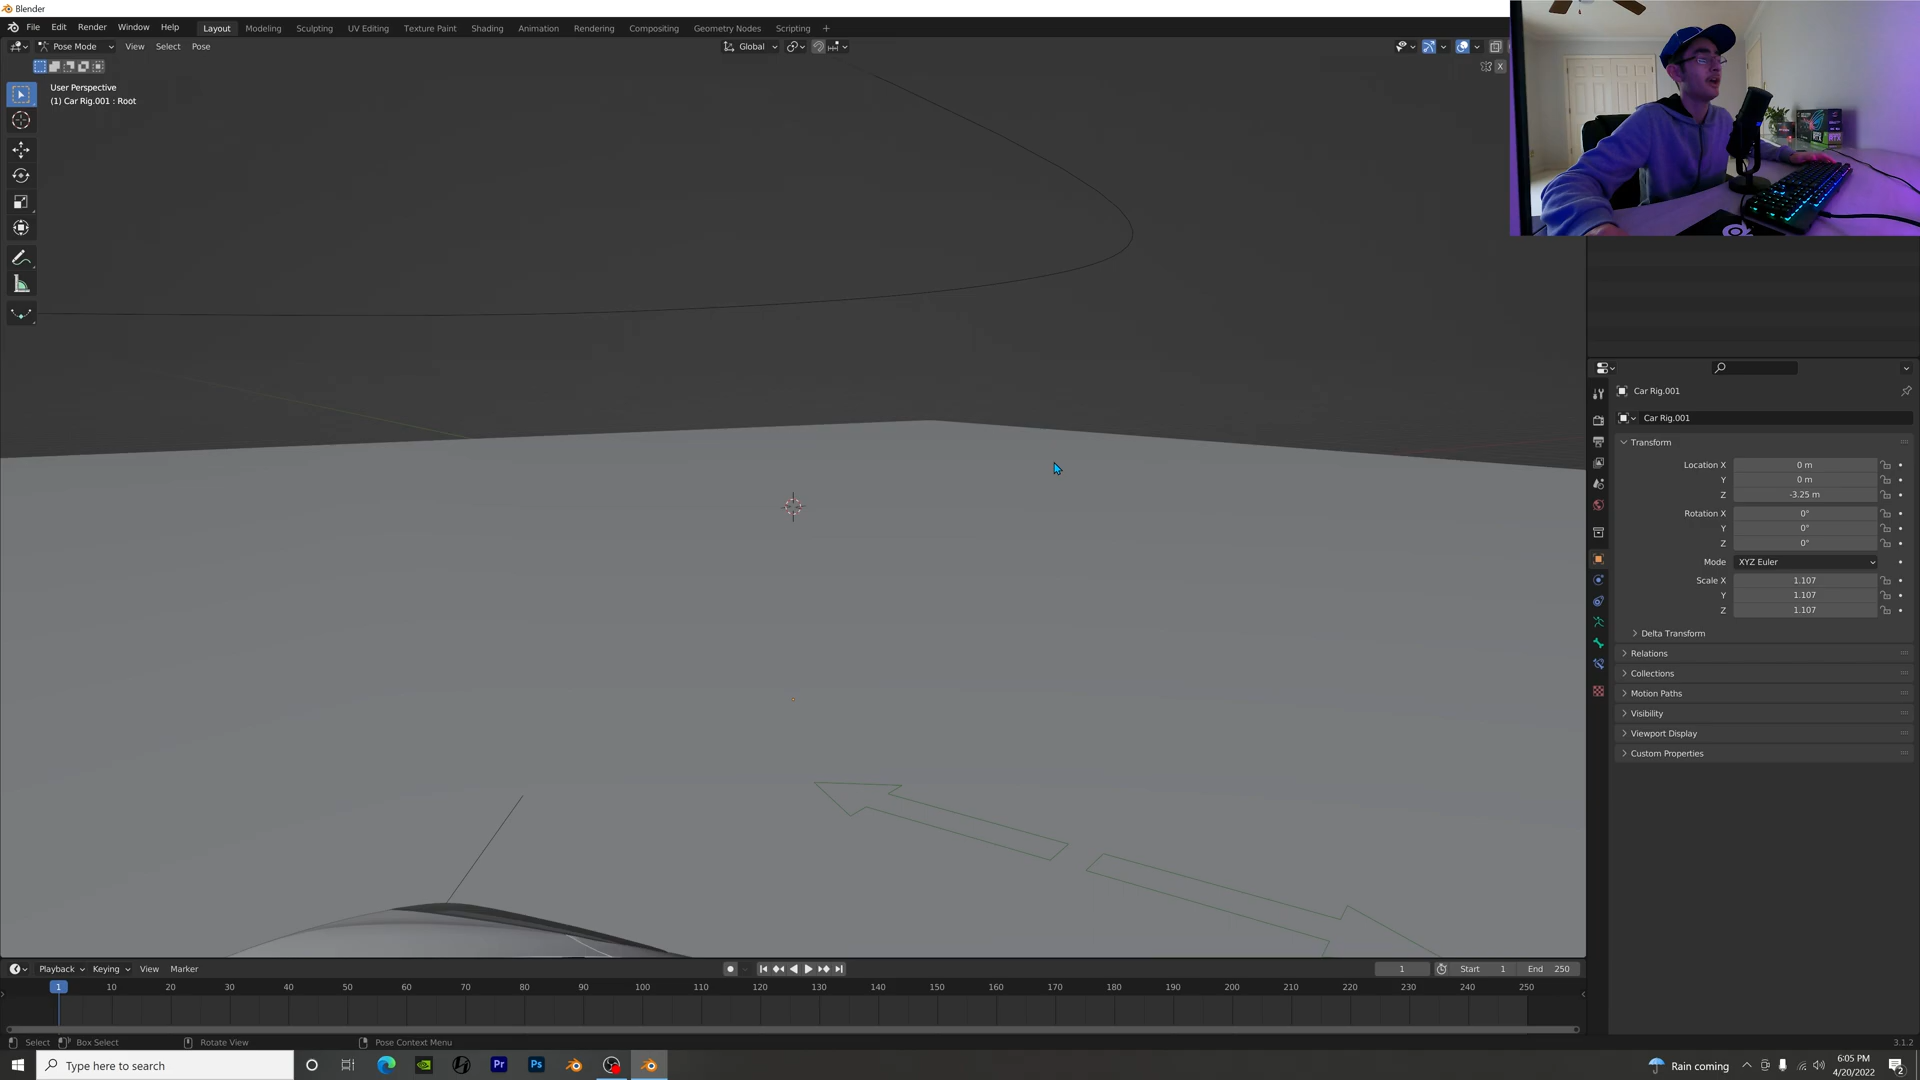 Blender
File Edit Render Window Help
Layout Modeling Sculpting UV Editing Texture Paint Shading Animation Rendering Compositing Geometry Nodes Scripting +
Pose Mode View Select Pose
Global
X
User Perspective
(1) Car Rig.001 : Root
Car Rig.001
Car Rig.001
Transform
Location X 0 m
Y 0 m
Z -3.25 m
Rotation X 0°
Y 0°
Z 0°
Mode XYZ Euler
Scale X 1.107
Y 1.107
Z 1.107
Delta Transform
Relations
Collections
Motion Paths
Visibility
Viewport Display
Custom Properties
Playback Keying View Marker
1 Start 1 End 250
1 10 20 30 40 50 60 70 80 90 100 110 120 130 140 150 160 170 180 190 200 210 220 230 240 250
Select Box Select Rotate View Pose Context Menu 3.1.2
Type here to search
Pr Ps
Rain coming
6:05 PM
4/20/2022
2